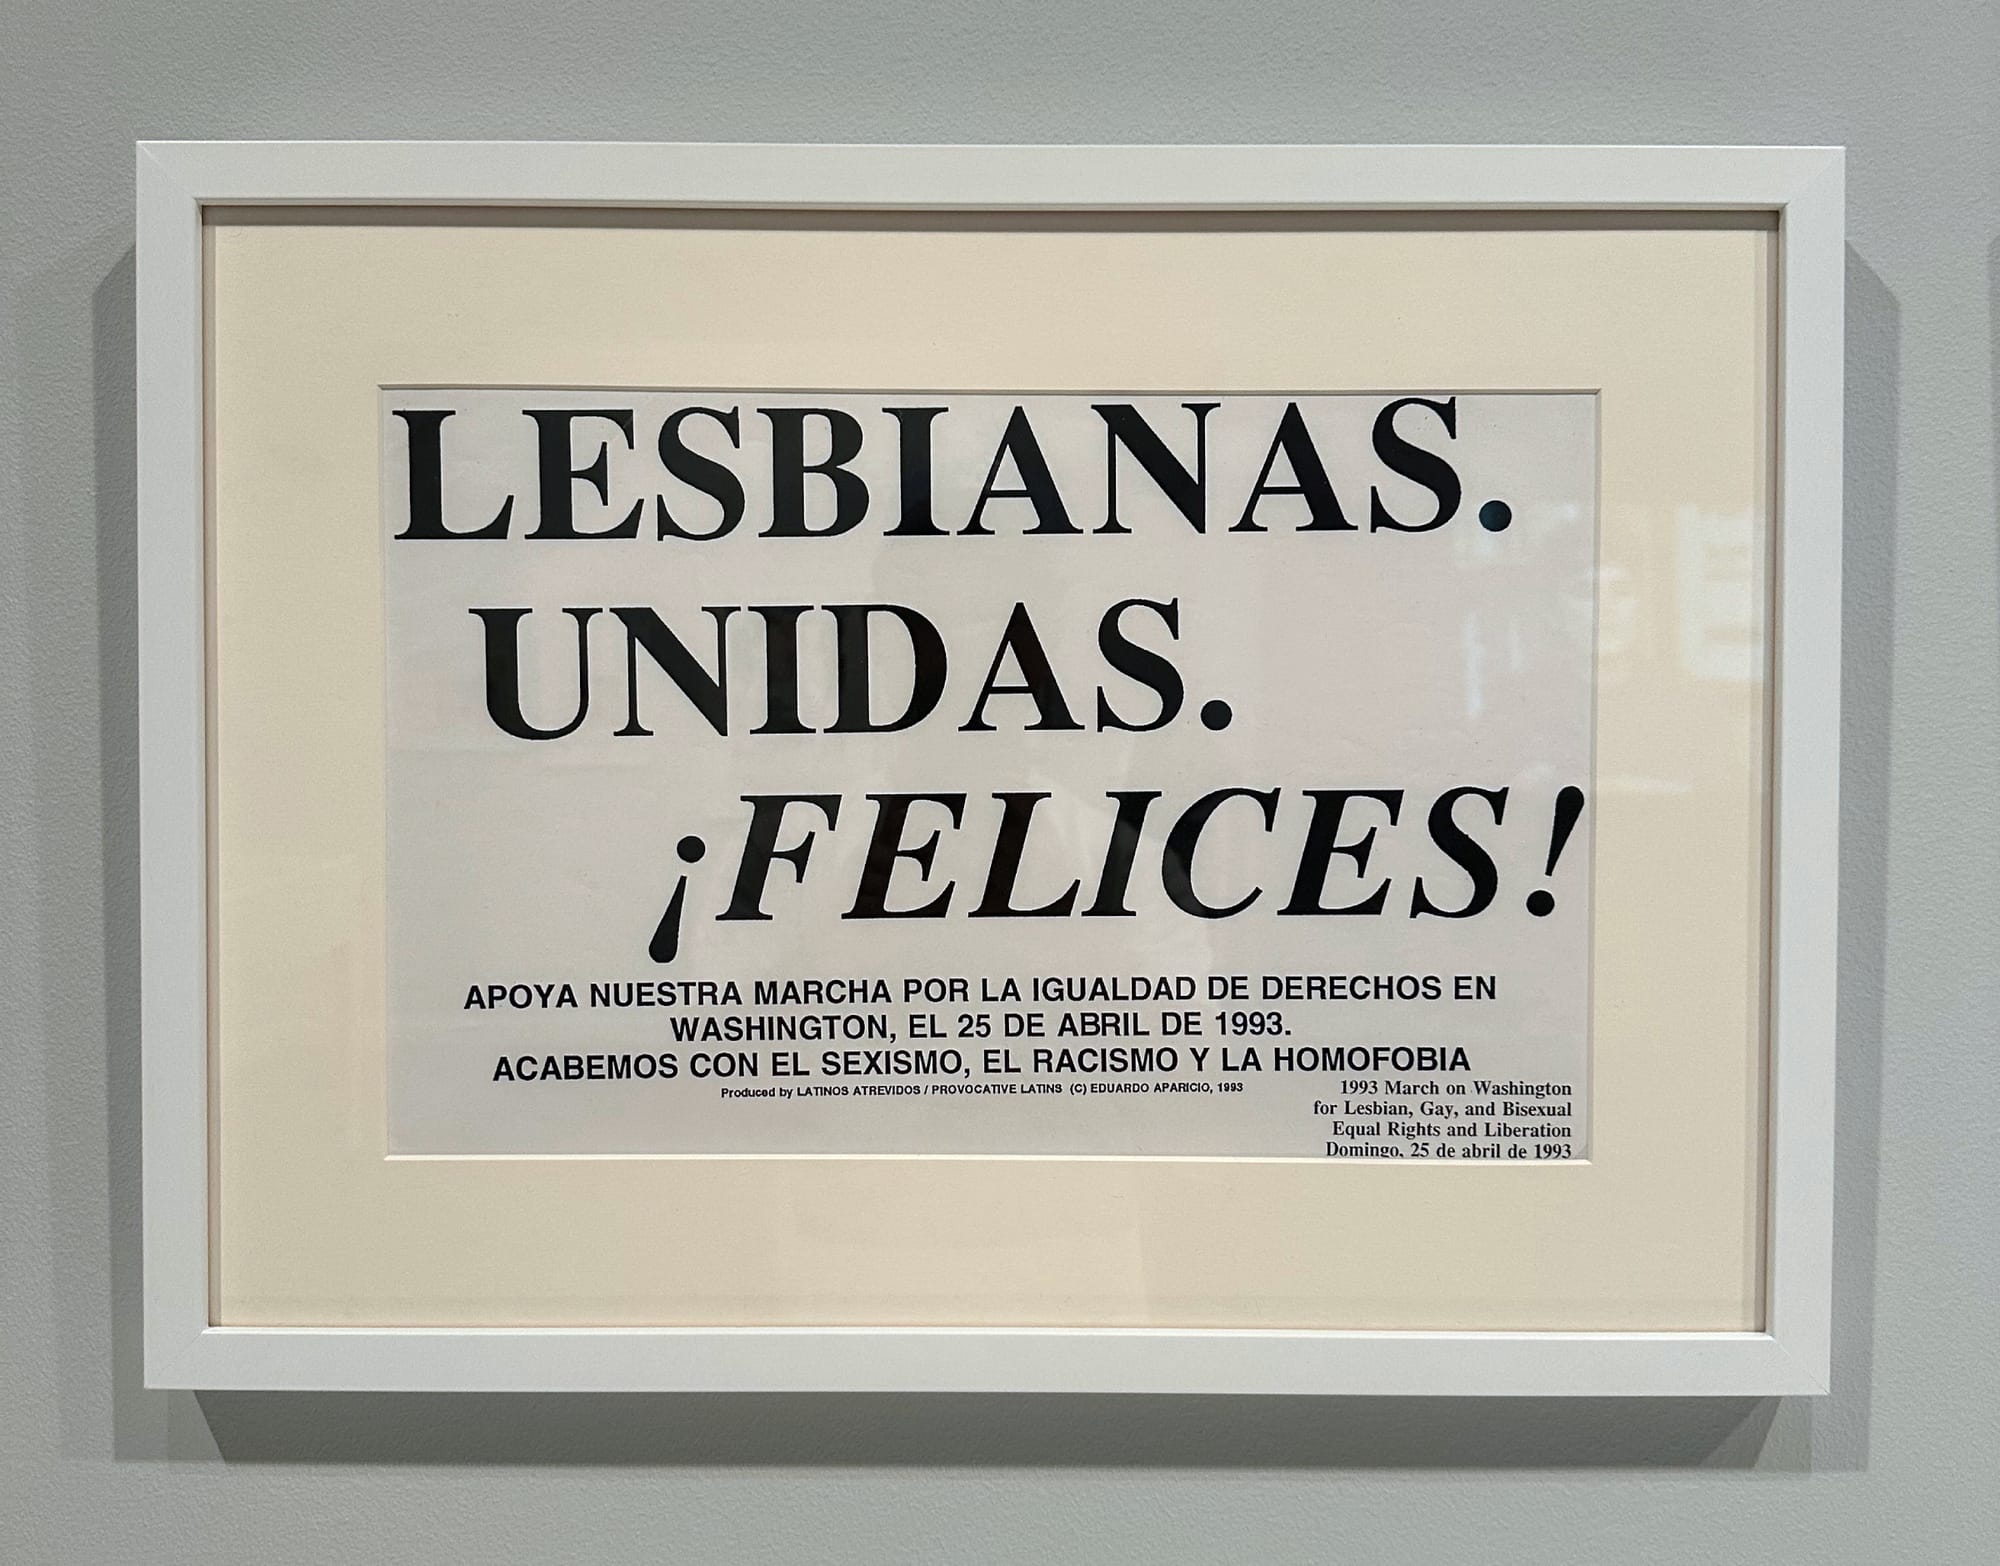 LESBIANAS.
UNIDAS.
¡FELICES!
APOYA NUESTRA MARCHA POR LA IGUALDAD DE DERECHOS EN
WASHINGTON, EL 25 DE ABRIL DE 1993.
ACABEMOS CON EL SEXISMO, EL RACISMO Y LA HOMOFOBIA
Produced by LATINOS ATREVIDOS / PROVOCATIVE LATINS (C) EDUARDO APARICIO, 1993
1993 March on Washington
for Lesbian, Gay, and Bisexual
Equal Rights and Liberation
Domingo, 25 de abril de 1993